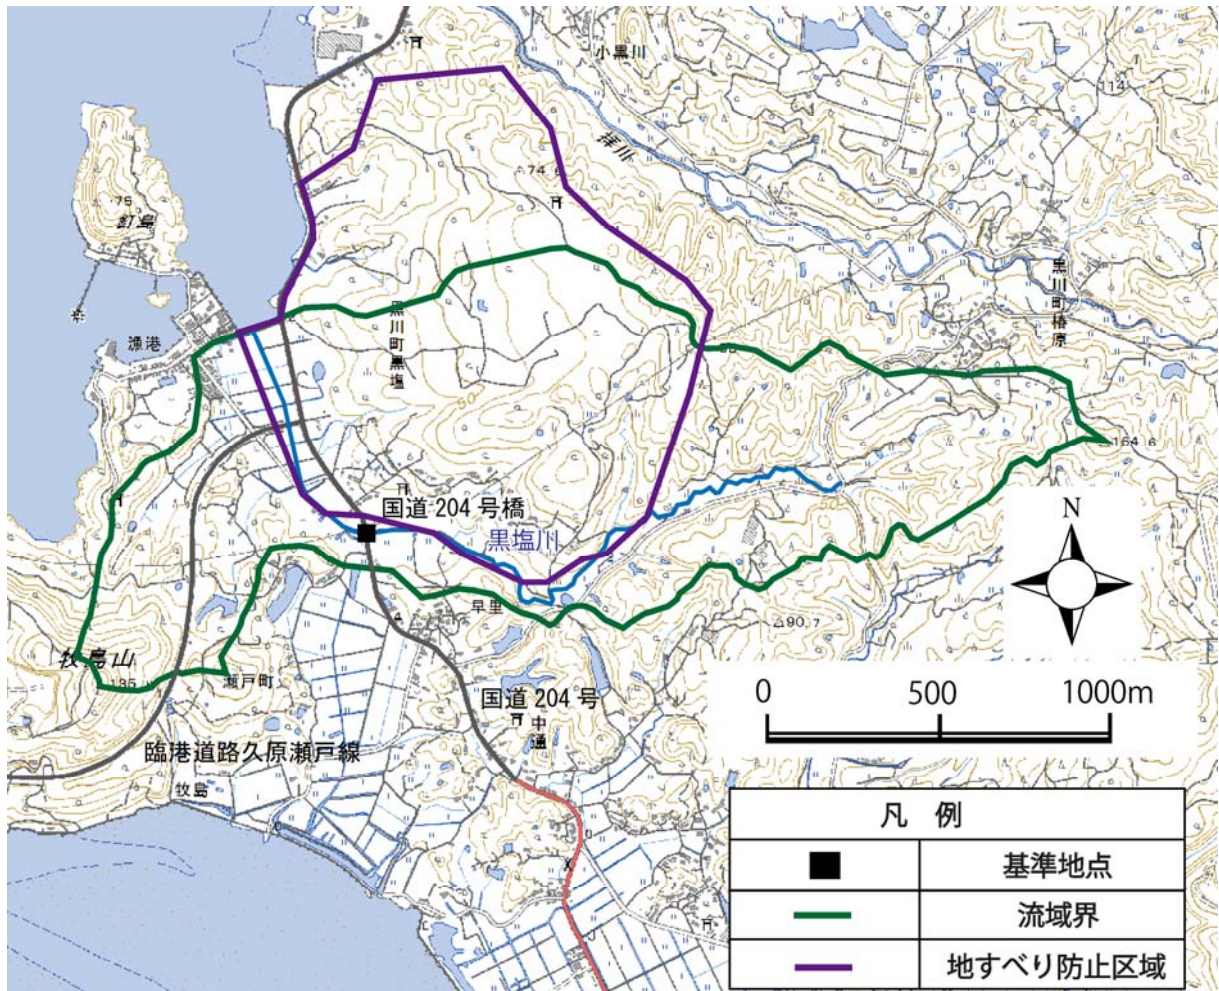 小黒川
114
拝川
74
75
釘島
黒川町椿原
黒川町黒塩
漁港
164.6
国道204号橋
黒塩川
N
早里
90.7
牧島山
135
瀬戸町
0 500 1000m
国道204号
中通
臨港道路久原瀬戸線
牧島
凡 例
基準地点
流域界
地すべり防止区域